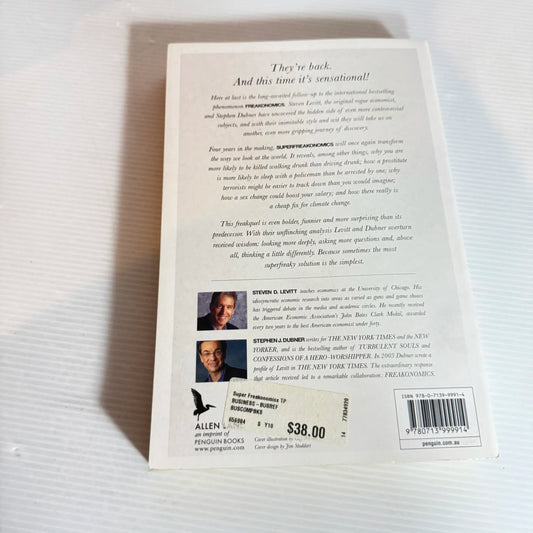 They're back.
And this time it's sensational!
Here at last is the long-awaited follow-up to the international bestselling
phenomenon FREAKONOMICS. Steven Levitt, the original rogue economist,
and Stephen Dubner have uncovered the hidden side of even more controversial
subjects, and with their inimitable style and wit they will take us on
another, even more gripping journey of discovery.
Four years in the making, SUPERFREAKONOMICS will once again transform
the way we look at the world. It reveals, among other things, why you are
more likely to be killed walking drunk than driving drunk; how a prostitute
is more likely to sleep with a policeman than be arrested by one; why
terrorists might be easier to track down than you would imagine;
how a sex change could boost your salary; and how there really is
a cheap fix for climate change.
This freakquel is even bolder, funnier and more surprising than its
predecessor. With their unflinching analysis Levitt and Dubner overturn
received wisdom: looking more deeply, asking more questions and, above
all, thinking a little differently. Because sometimes the most
superfreaky solution is the simplest.
STEVEN D. LEVITT teaches economics at the University of Chicago. His
idiosyncratic economic research into areas as varied as guns and game shows
has triggered debate in the media and academic circles. He recently received
the American Economic Association's John Bates Clark Medal, awarded
every two years to the best American economist under forty.
STEPHEN J. DUBNER writes for THE NEW YORK TIMES and the NEW
YORKER, and is the bestselling author of TURBULENT SOULS and
CONFESSIONS OF A HERO-WORSHIPPER. In 2003 Dubner wrote a
profile of Levitt in THE NEW YORK TIMES. The extraordinary response
that article received led to a remarkable collaboration: FREAKONOMICS.
ALLEN LANE
an imprint of
PENGUIN BOOKS
www.penguin.com
Super Freakonomics TP
BUSINESS - BUSREF
BUSCOMPBKS
$ Y10
$38.00
14
77834920
Cover illustration by
Cover design by Jim Stoddart
ISBN 978-0-7139-9991-4
9 780713 999914
penguin.com.au